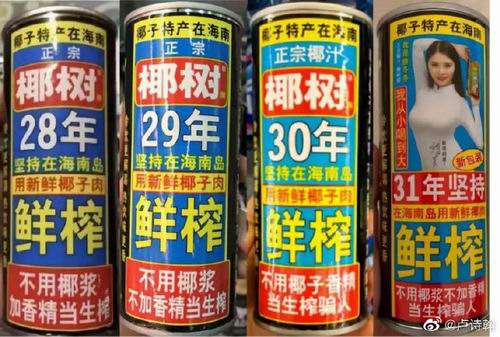 椰子特产在海南
正宗
椰树
28年
坚持在海南岛
用新鲜椰子肉
鲜榨
不用椰浆
加香精当生榨
椰子特产在海南
正宗
椰树
29年
坚持在海南岛
用新鲜椰子肉
鲜榨
不用椰浆
不加香精当生榨
椰子特产在海南
正宗椰汁
椰树
30年
坚持在海南岛
用新鲜椰子肉
鲜榨
不用椰子香精
当生榨骗人
椰子特产在海南
我从小喝到大
新包装
31年坚持
在海南岛用新鲜椰肉
鲜榨
不用椰浆不加香精
当生榨骗人
@卢诗翰